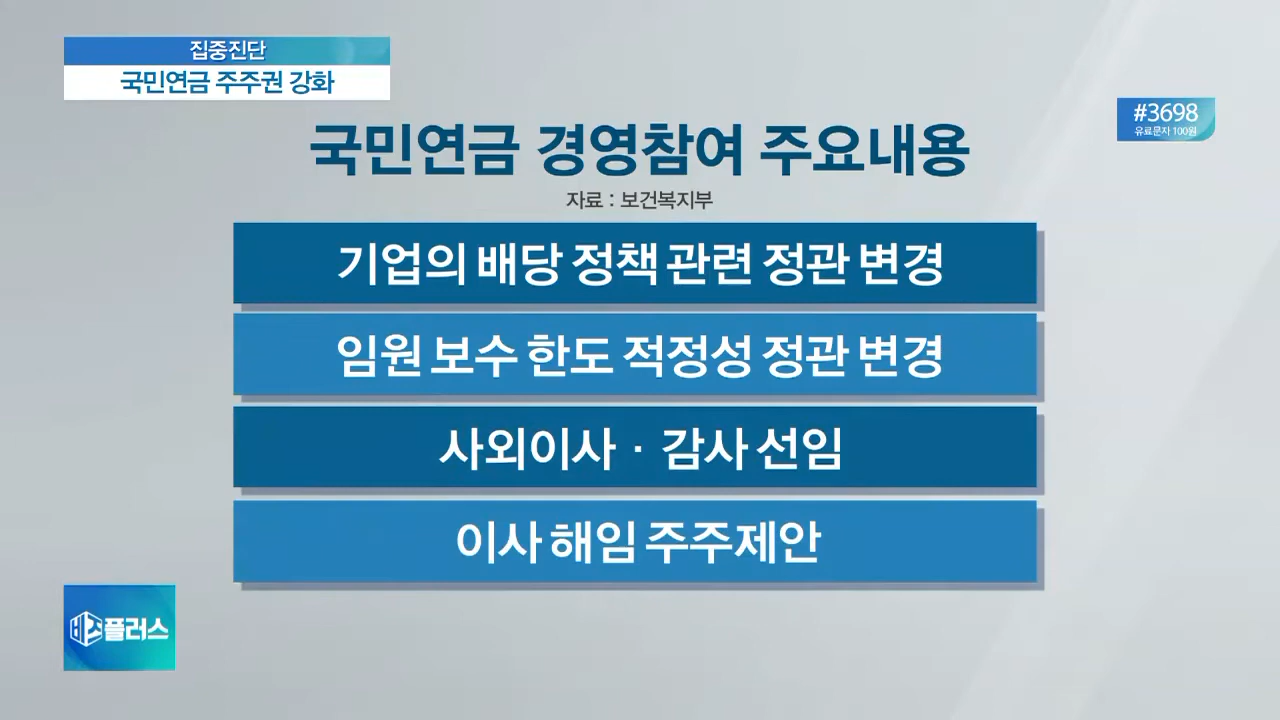 집중진단
국민연금 주주권 강화
#3698
유료문자 100원
국민연금 경영참여 주요내용
자료 : 보건복지부
기업의 배당 정책 관련 정관 변경
임원 보수 한도 적정성 정관 변경
사외이사 · 감사 선임
이사 해임 주주제안
비즈플러스